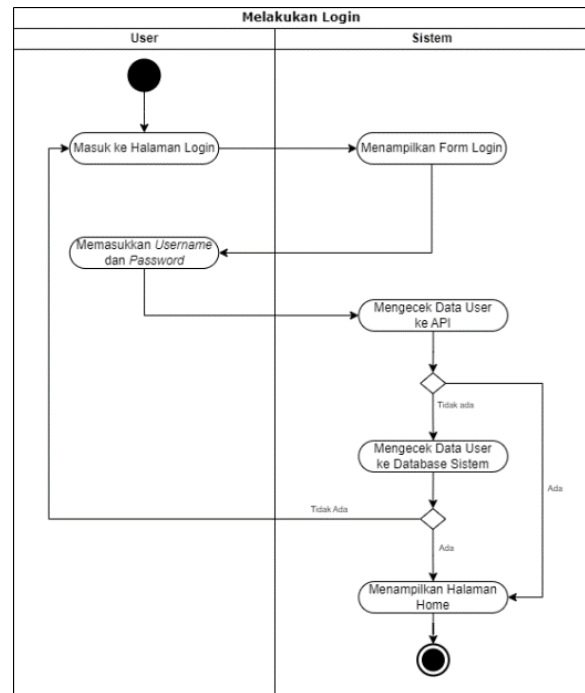 Melakukan Login
User
Sistem
Masuk ke Halaman Login
Menampilkan Form Login
Memasukkan Username
dan Password
Mengecek Data User
ke API
Tidak ada
Mengecek Data User
ke Database Sistem
Ada
Tidak Ada
Ada
Menampilkan Halaman
Home